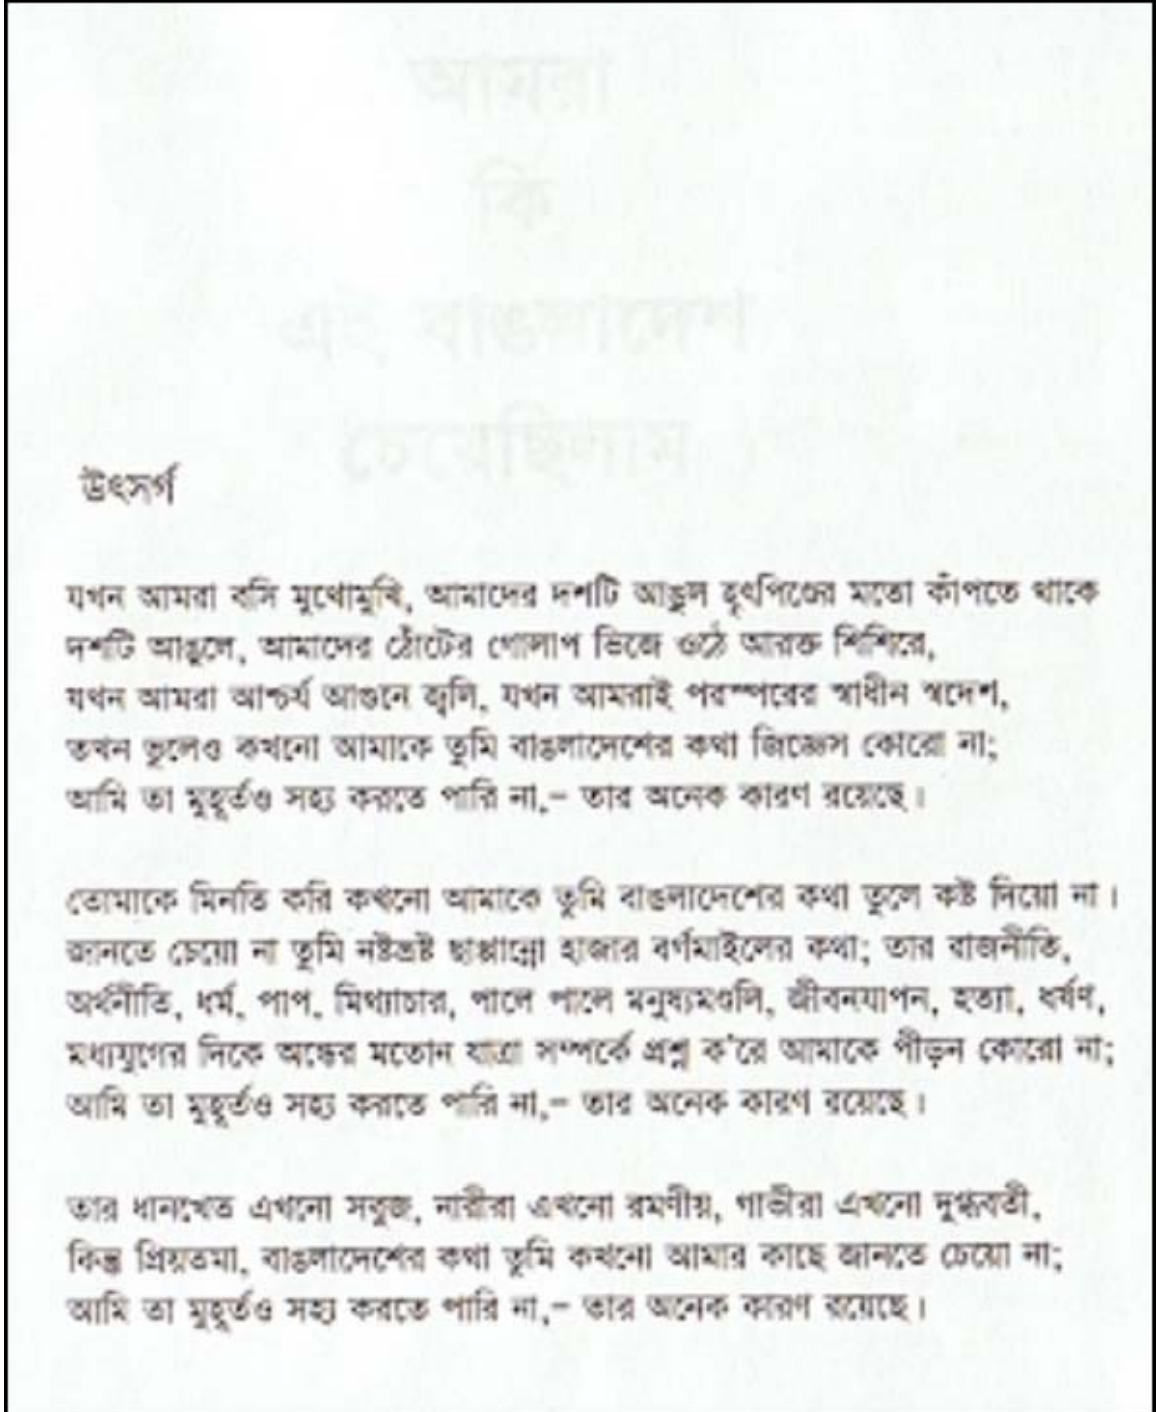 আমরা
কি
এই বাঙলাদেশ
চেয়েছিলাম
উৎসর্গ
যখন আমরা বসি মুখোমুখি, আমাদের দশটি আঙুল হৃৎপিণ্ডের মতো কাঁপতে থাকে
দশটি আঙুলে, আমাদের ঠোঁটের গোলাপ ভিজে ওঠে আরক্ত শিশিরে,
যখন আমরা আশ্চর্য আগুনে জ্বলি, যখন আমরাই পরস্পরের স্বাধীন স্বদেশ,
তখন ভুলেও কখনো আমাকে তুমি বাঙলাদেশের কথা জিজ্ঞেস কোরো না;
আমি তা মুহূর্তও সহ্য করতে পারি না,– তার অনেক কারণ রয়েছে।
তোমাকে মিনতি করি কখনো আমাকে তুমি বাঙলাদেশের কথা তুলে কষ্ট দিয়ো না।
জানতে চেয়ো না তুমি নষ্টভ্রষ্ট ছাপ্পান্নো হাজার বর্গমাইলের কথা; তার রাজনীতি,
অর্থনীতি, ধর্ম, পাপ, মিথ্যাচার, পালে পালে মনুষ্যমণ্ডলি, জীবনযাপন, হত্যা, ধর্ষণ,
মধ্যযুগের দিকে অন্ধের মতোন যাত্রা সম্পর্কে প্রশ্ন ক'রে আমাকে পীড়ন কোরো না;
আমি তা মুহূর্তও সহ্য করতে পারি না,– তার অনেক কারণ রয়েছে।
তার ধানখেত এখনো সবুজ, নারীরা এখনো রমণীয়, গাভীরা এখনো দুগ্ধবতী,
কিন্তু প্রিয়তমা, বাঙলাদেশের কথা তুমি কখনো আমার কাছে জানতে চেয়ো না;
আমি তা মুহূর্তও সহ্য করতে পারি না,– তার অনেক কারণ রয়েছে।